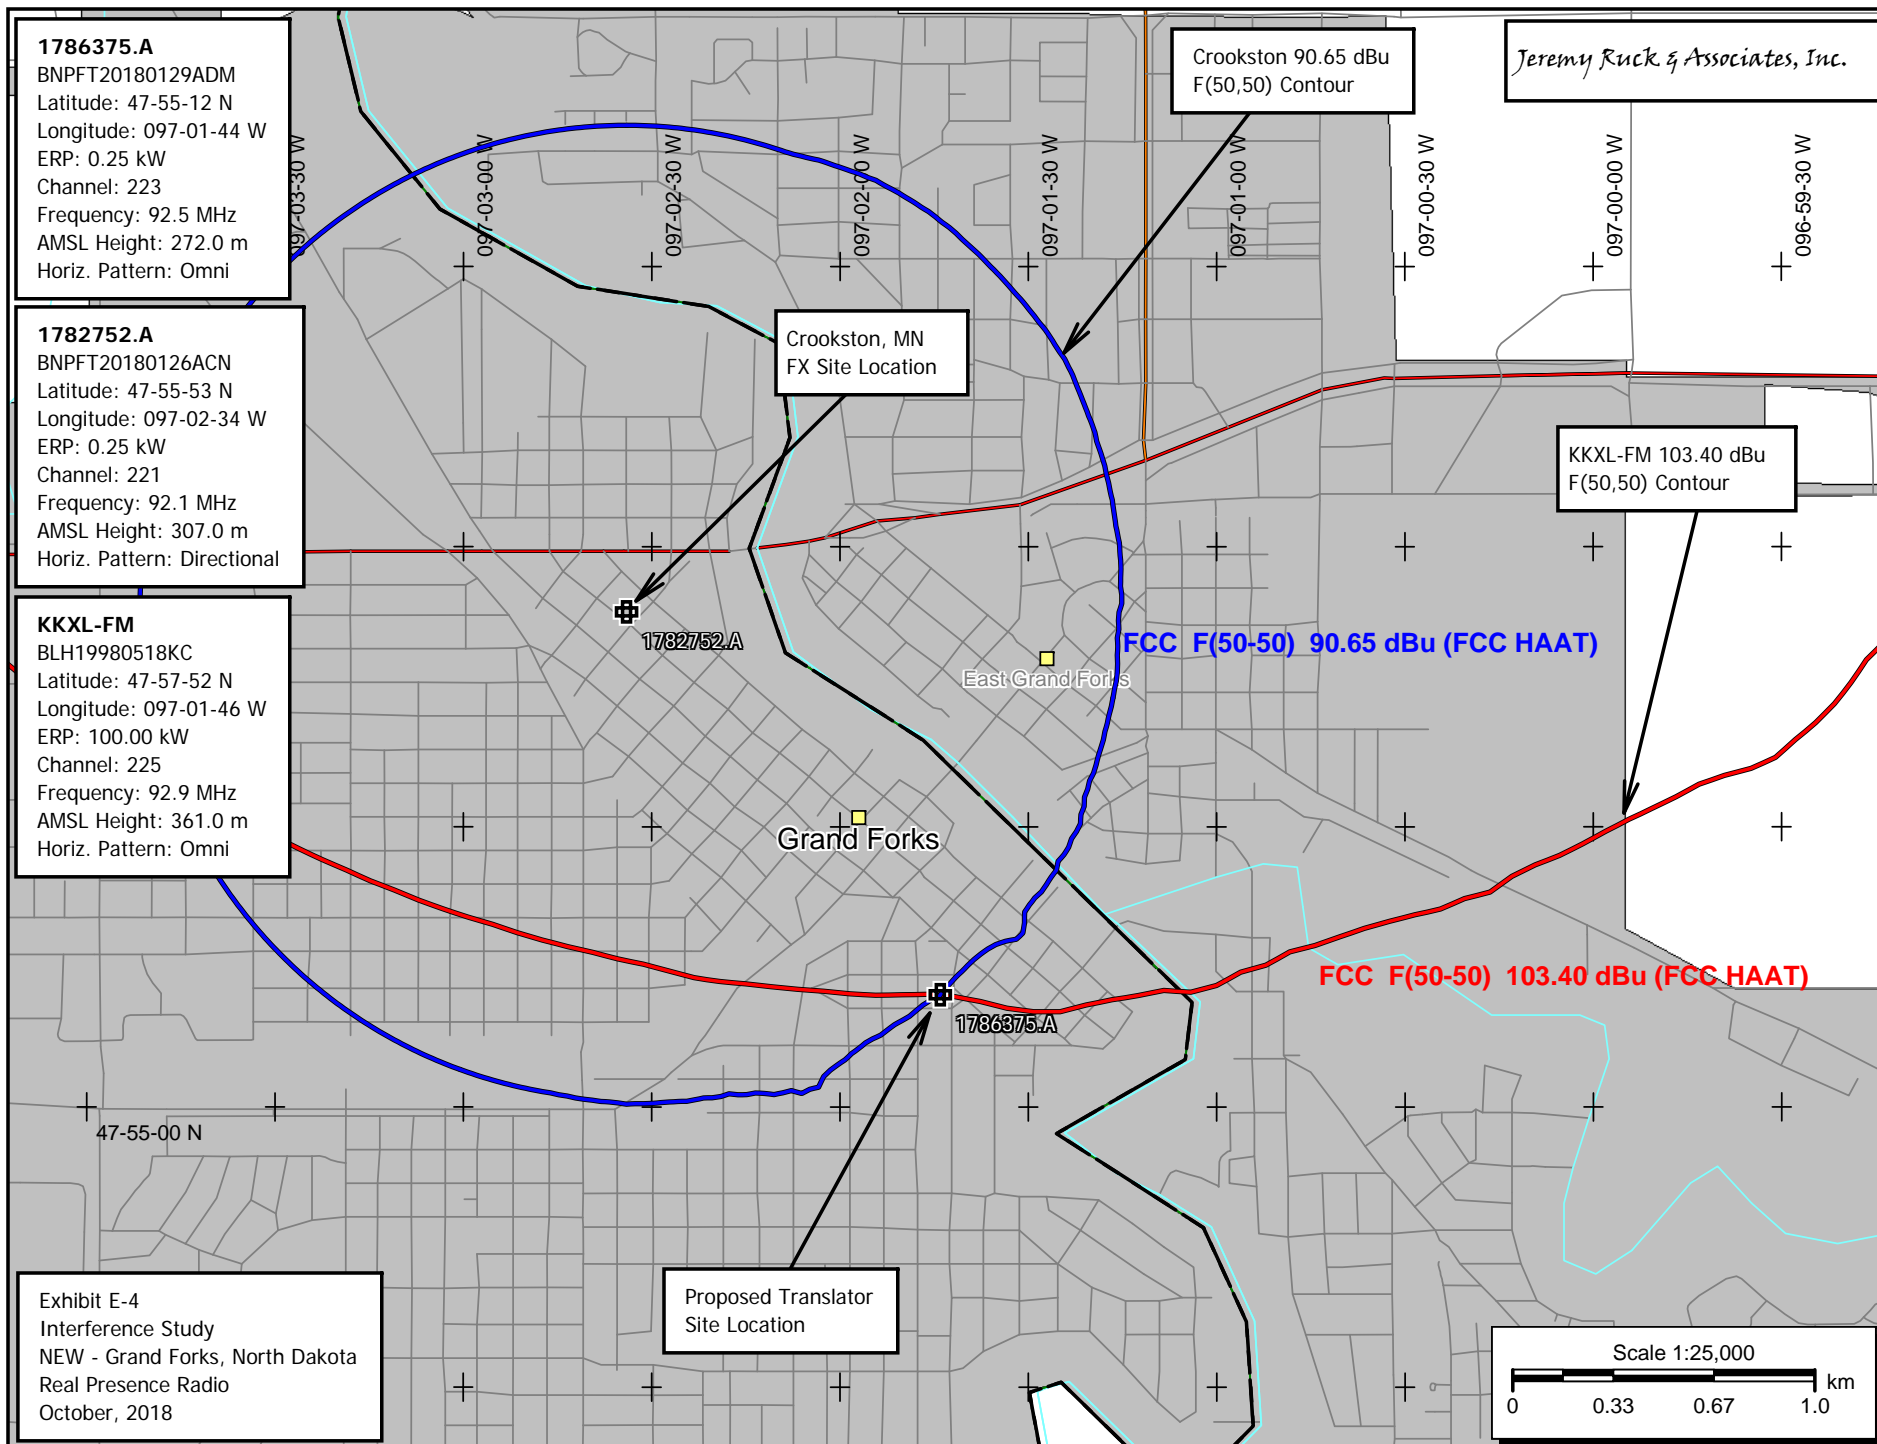 1786375.A
BNPFT20180129ADM
Latitude: 47-55-12 N
Longitude: 097-01-44 W
ERP: 0.25 kW
Channel: 223
Frequency: 92.5 MHz
AMSL Height: 272.0 m
Horiz. Pattern: Omni
1782752.A
BNPFT20180126ACN
Latitude: 47-55-53 N
Longitude: 097-02-34 W
ERP: 0.25 kW
Channel: 221
Frequency: 92.1 MHz
AMSL Height: 307.0 m
Horiz. Pattern: Directional
KKXL-FM
BLH19980518KC
Latitude: 47-57-52 N
Longitude: 097-01-46 W
ERP: 100.00 kW
Channel: 225
Frequency: 92.9 MHz
AMSL Height: 361.0 m
Horiz. Pattern: Omni
Crookston 90.65 dBu
F(50,50) Contour
Jeremy Ruck & Associates, Inc.
097-03-30 W
097-03-00 W
097-02-30 W
097-02-00 W
097-01-30 W
097-01-00 W
097-00-30 W
097-00-00 W
096-59-30 W
Crookston, MN
FX Site Location
KKXL-FM 103.40 dBu
F(50,50) Contour
1782752.A
FCC F(50-50) 90.65 dBu (FCC HAAT)
East Grand Forks
Grand Forks
FCC F(50-50) 103.40 dBu (FCC HAAT)
1786375.A
47-55-00 N
Proposed Translator
Site Location
Exhibit E-4
Interference Study
NEW - Grand Forks, North Dakota
Real Presence Radio
October, 2018
Scale 1:25,000
km
0 0.33 0.67 1.0